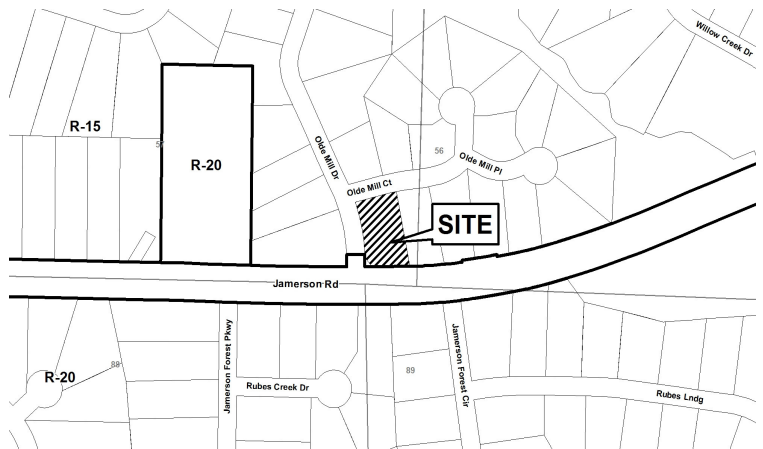 Willow Creek Dr
R-15
57
R-20
Olde Mill Dr
56
Olde Mill Pl
Olde Mill Ct
SITE
Jamerson Rd
Jamerson Forest Pkwy
Jamerson Forest Cir
88
89
R-20
Rubes Creek Dr
Rubes Lndg